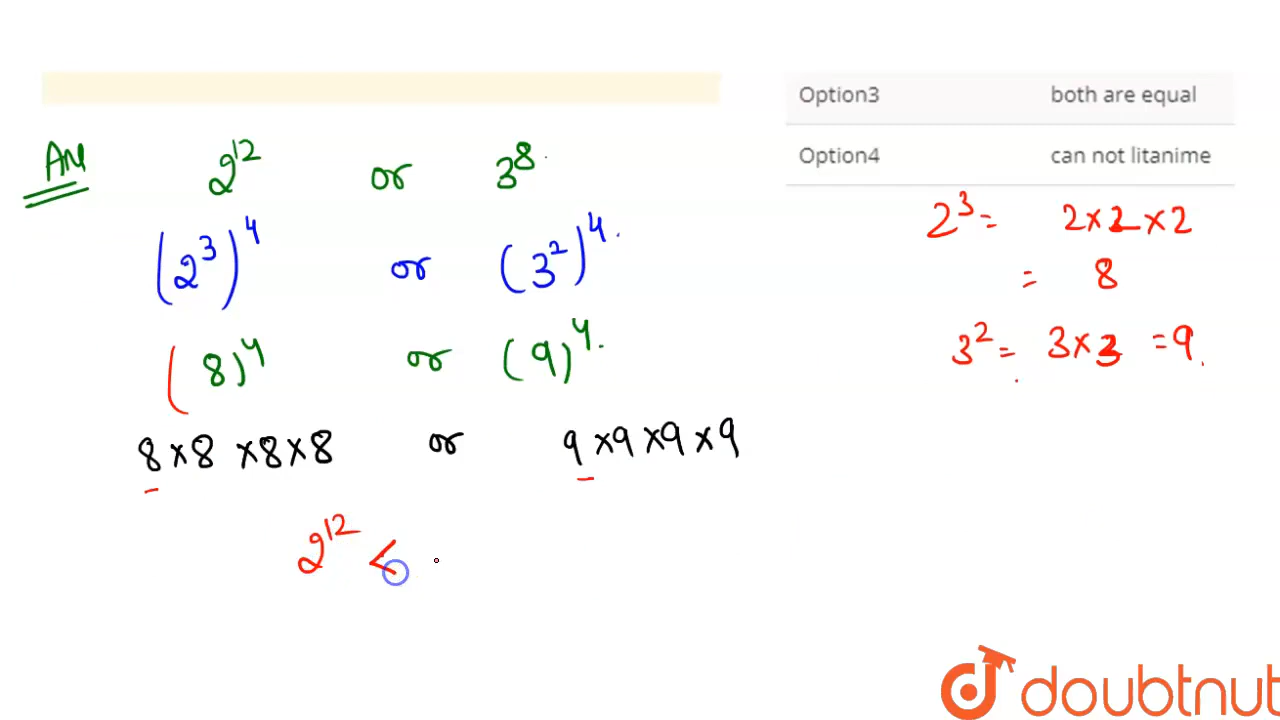 Option3 both are equal
Option4 can not litanime
Ans 2^12 or 3^8.
(2^3)^4 or (3^2)^4.
(8)^4 or (9)^4.
8×8×8×8 or 9×9×9×9
2^12 <
2^3= 2×2×2
= 8
3^2= 3×3 =9.
doubtnut